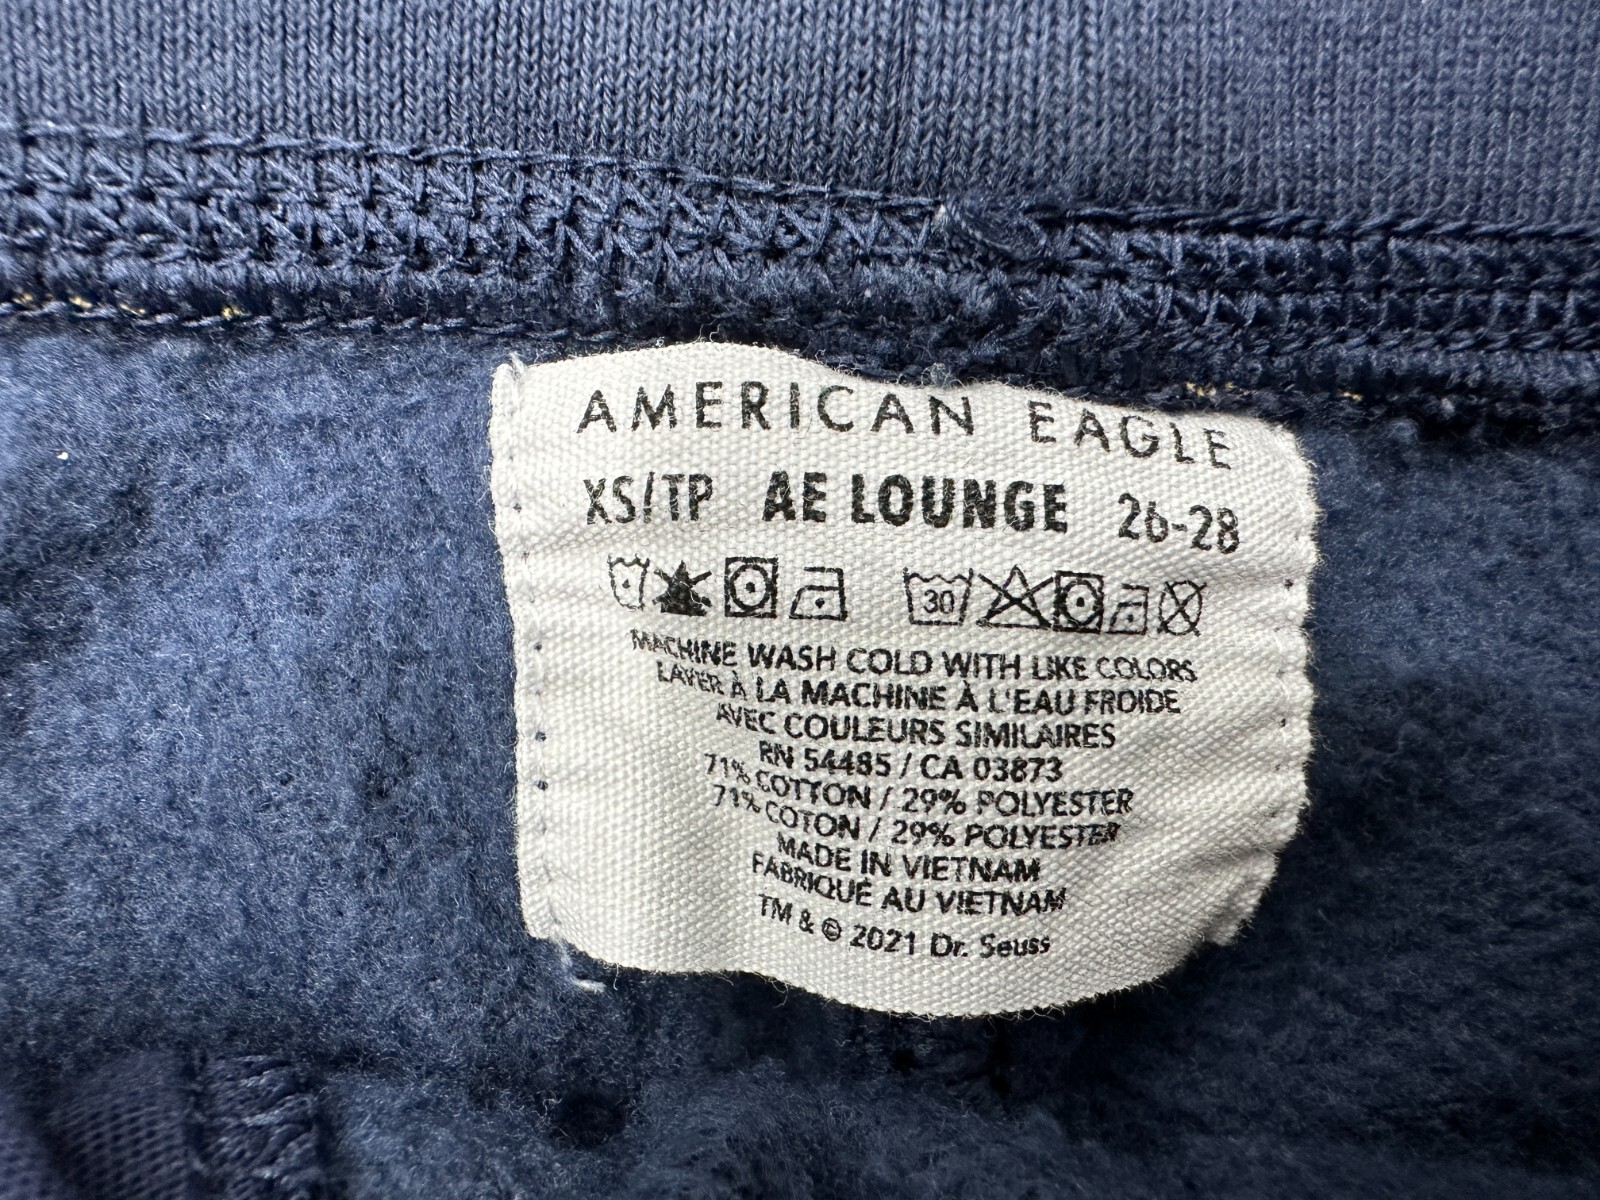 AMERICAN EAGLE
XS/TP AE LOUNGE 26-28
30
MACHINE WASH COLD WITH LIKE COLORS
LAVER À LA MACHINE À L'EAU FROIDE
AVEC COULEURS SIMILAIRES
RN 54485 / CA 03873
71% COTTON / 29% POLYESTER
71% COTON / 29% POLYESTER
MADE IN VIETNAM
FABRIQUÉ AU VIETNAM
TM & © 2021 Dr. Seuss